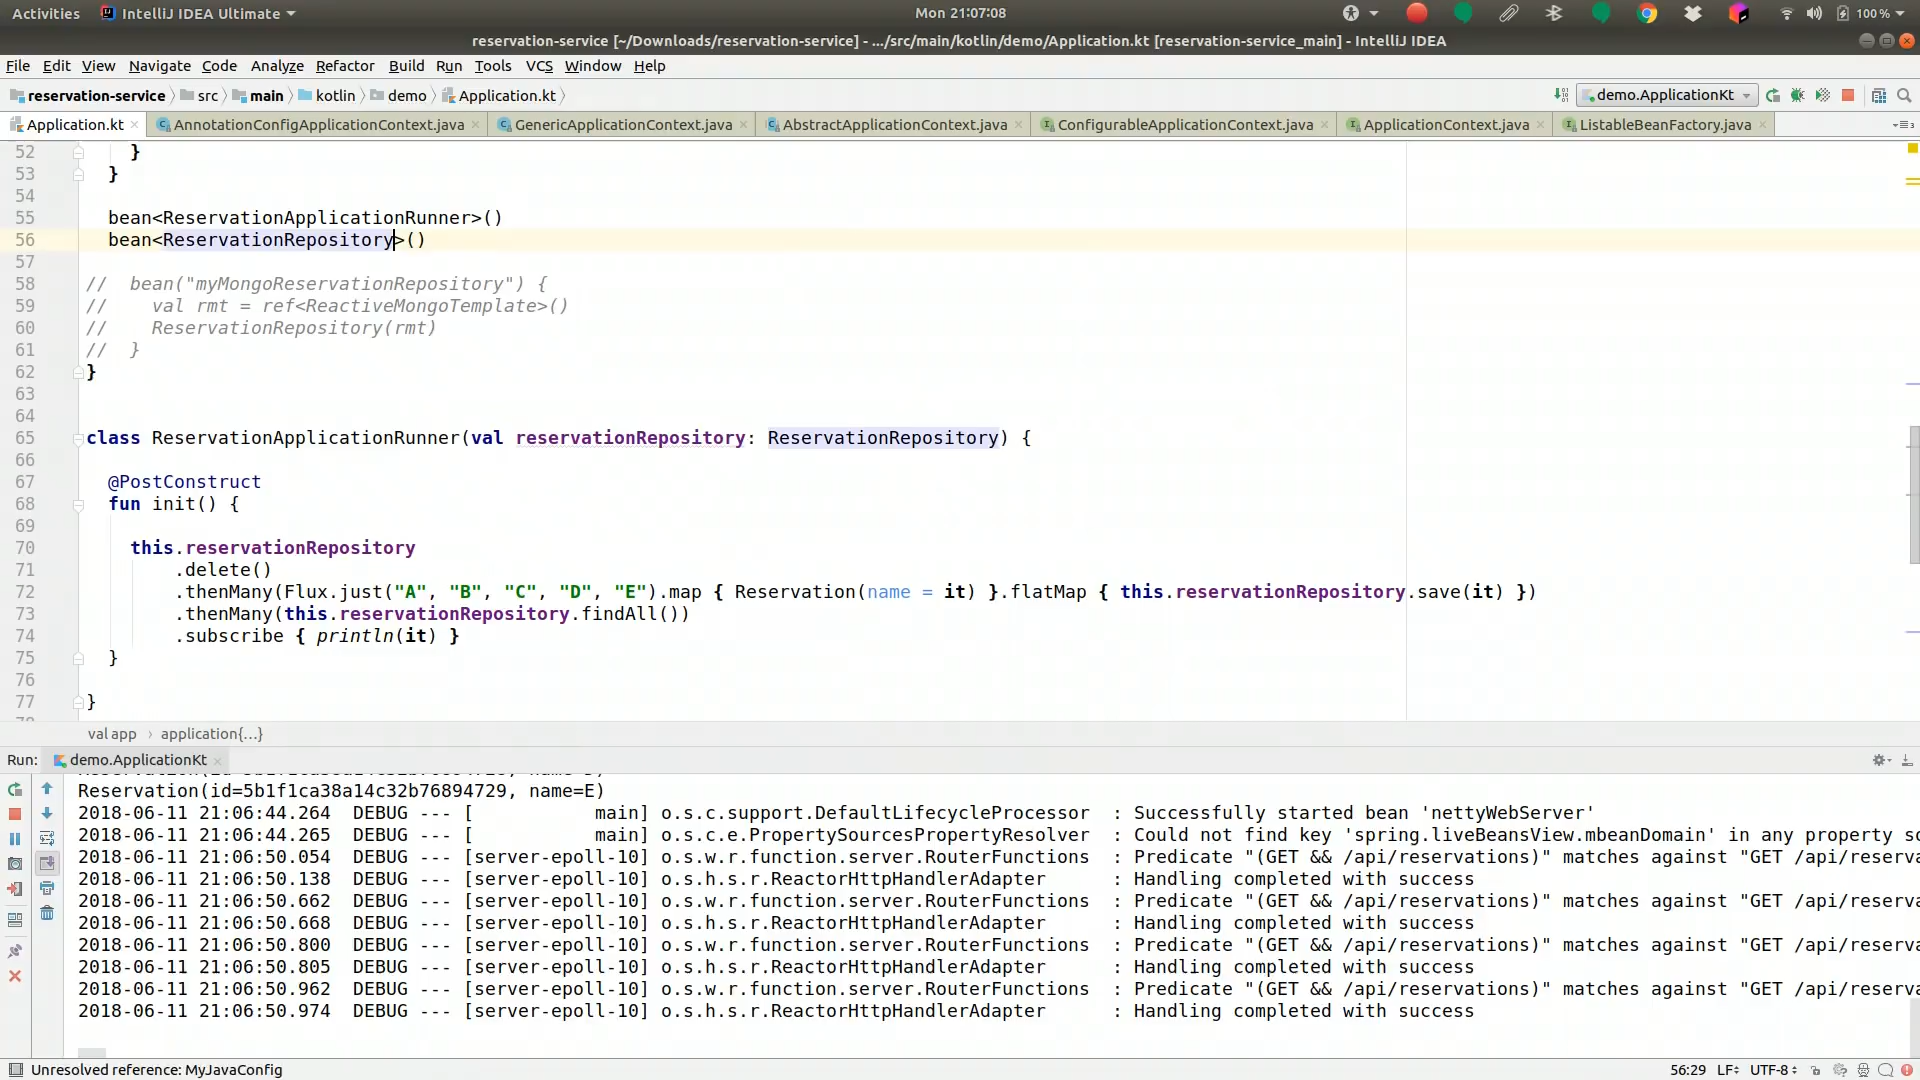 Activities IntelliJ IDEA Ultimate Mon 21:07:08 100 %
reservation-service [~/Downloads/reservation-service] - .../src/main/kotlin/demo/Application.kt [reservation-service_main] - IntelliJ IDEA
File Edit View Navigate Code Analyze Refactor Build Run Tools VCS Window Help
reservation-service src main kotlin demo Application.kt demo.ApplicationKt
Application.kt AnnotationConfigApplicationContext.java GenericApplicationContext.java AbstractApplicationContext.java ConfigurableApplicationContext.java ApplicationContext.java ListableBeanFactory.java
52 }
53 }
54
55 bean<ReservationApplicationRunner>()
56 bean<ReservationRepository>()
57
58 // bean("myMongoReservationRepository") {
59 // val rmt = ref<ReactiveMongoTemplate>()
60 // ReservationRepository(rmt)
61 // }
62 }
63
64
65 class ReservationApplicationRunner(val reservationRepository: ReservationRepository) {
66
67 @PostConstruct
68 fun init() {
69
70 this.reservationRepository
71 .delete()
72 .thenMany(Flux.just("A", "B", "C", "D", "E").map { Reservation(name = it) }.flatMap { this.reservationRepository.save(it) })
73 .thenMany(this.reservationRepository.findAll())
74 .subscribe { println(it) }
75 }
76
77 }
val app application{...}
Run: demo.ApplicationKt
Reservation(id=5b1f1ca38a14c32b76894729, name=E)
2018-06-11 21:06:44.264 DEBUG --- [ main] o.s.c.support.DefaultLifecycleProcessor : Successfully started bean 'nettyWebServer'
2018-06-11 21:06:44.265 DEBUG --- [ main] o.s.c.e.PropertySourcesPropertyResolver : Could not find key 'spring.liveBeansView.mbeanDomain' in any property so
2018-06-11 21:06:50.054 DEBUG --- [server-epoll-10] o.s.w.r.function.server.RouterFunctions : Predicate "(GET && /api/reservations)" matches against "GET /api/reserva
2018-06-11 21:06:50.138 DEBUG --- [server-epoll-10] o.s.h.s.r.ReactorHttpHandlerAdapter : Handling completed with success
2018-06-11 21:06:50.662 DEBUG --- [server-epoll-10] o.s.w.r.function.server.RouterFunctions : Predicate "(GET && /api/reservations)" matches against "GET /api/reserva
2018-06-11 21:06:50.668 DEBUG --- [server-epoll-10] o.s.h.s.r.ReactorHttpHandlerAdapter : Handling completed with success
2018-06-11 21:06:50.800 DEBUG --- [server-epoll-10] o.s.w.r.function.server.RouterFunctions : Predicate "(GET && /api/reservations)" matches against "GET /api/reserva
2018-06-11 21:06:50.805 DEBUG --- [server-epoll-10] o.s.h.s.r.ReactorHttpHandlerAdapter : Handling completed with success
2018-06-11 21:06:50.962 DEBUG --- [server-epoll-10] o.s.w.r.function.server.RouterFunctions : Predicate "(GET && /api/reservations)" matches against "GET /api/reserva
2018-06-11 21:06:50.974 DEBUG --- [server-epoll-10] o.s.h.s.r.ReactorHttpHandlerAdapter : Handling completed with success
Unresolved reference: MyJavaConfig 56:29 LF UTF-8